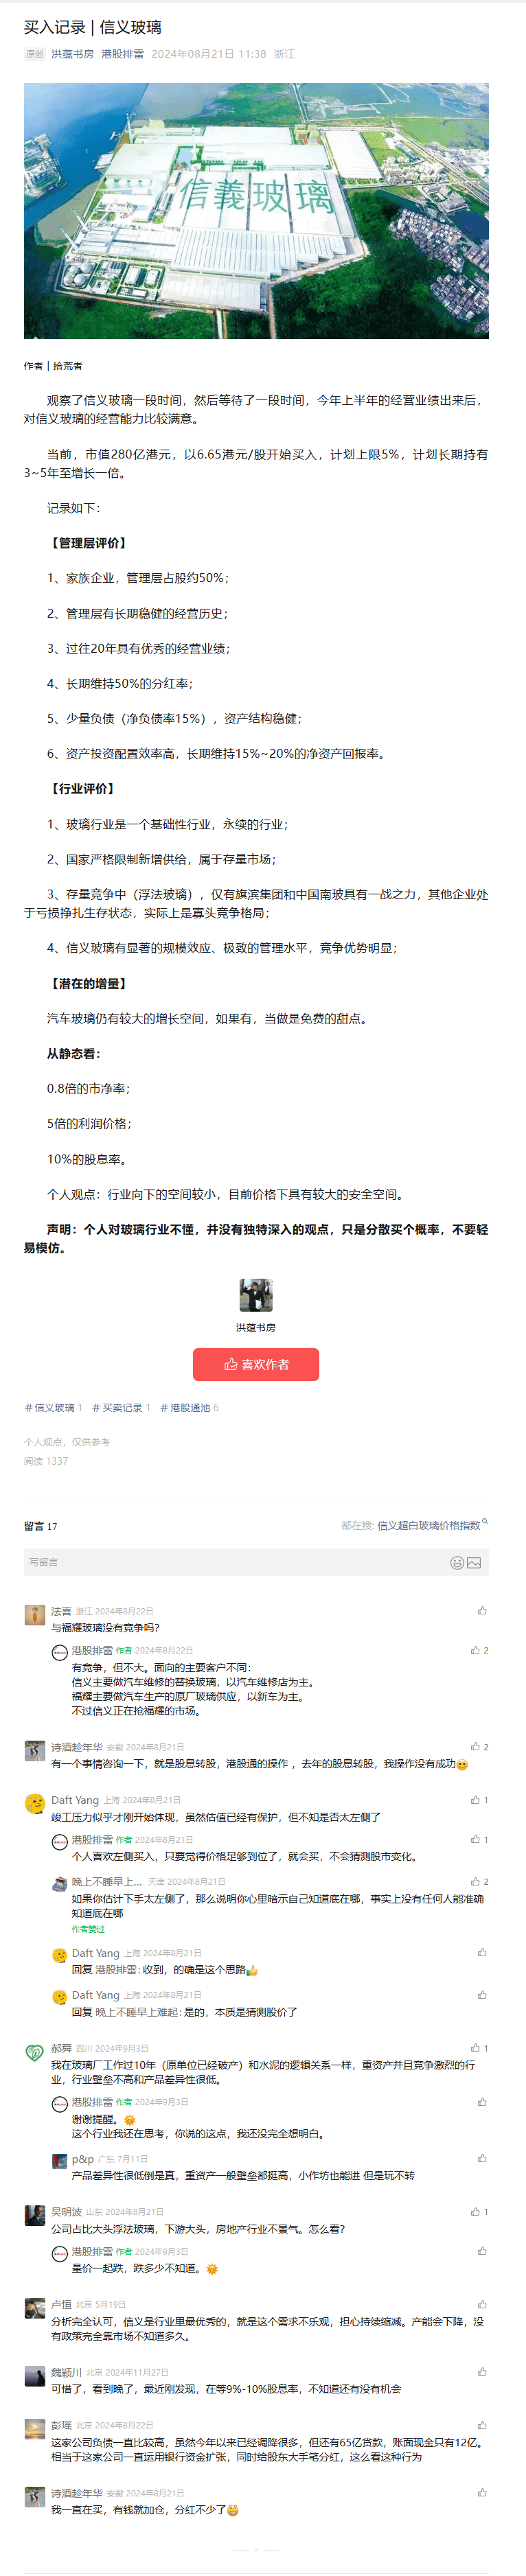 买入记录 | 信义玻璃
原创 洪蕴书房 港股排雷 2024年08月21日 11:38 浙江
信義玻璃
作者 | 拾荒者
观察了信义玻璃一段时间，然后等待了一段时间，今年上半年的经营业绩出来后，
对信义玻璃的经营能力比较满意。
当前，市值280亿港元，以6.65港元/股开始买入，计划上限5%，计划长期持有
3~5年至增长一倍。
记录如下：
【管理层评价】
1、家族企业，管理层占股约50%；
2、管理层有长期稳健的经营历史；
3、过往20年具有优秀的经营业绩；
4、长期维持50%的分红率；
5、少量负债（净负债率15%），资产结构稳健；
6、资产投资配置效率高，长期维持15%~20%的净资产回报率。
【行业评价】
1、玻璃行业是一个基础性行业，永续的行业；
2、国家严格限制新增供给，属于存量市场；
3、存量竞争中（浮法玻璃），仅有旗滨集团和中国南玻具有一战之力，其他企业处
于亏损挣扎生存状态，实际上是寡头竞争格局；
4、信义玻璃有显著的规模效应、极致的管理水平，竞争优势明显；
【潜在的增量】
汽车玻璃仍有较大的增长空间，如果有，当做是免费的甜点。
从静态看：
0.8倍的市净率；
5倍的利润价格；
10%的股息率。
个人观点：行业向下的空间较小，目前价格下具有较大的安全空间。
声明：个人对玻璃行业不懂，并没有独特深入的观点，只是分散买个概率，不要轻
易模仿。
洪蕴书房
喜欢作者
#信义玻璃 1 #买卖记录 1 #港股通池 6
个人观点，仅供参考
阅读 1337
留言 17
都在搜: 信义超白玻璃价格指数
写留言
法喜 浙江 2024年8月22日
与福耀玻璃没有竞争吗？
港股排雷 作者 2024年8月22日 2
有竞争，但不大。面向的主要客户不同：
信义主要做汽车维修的替换玻璃，以汽车维修店为主。
福耀主要做汽车生产的原厂玻璃供应，以新车为主。
不过信义正在抢福耀的市场。
诗酒趁年华 安徽 2024年8月21日 2
有一个事情咨询一下，就是股息转股，港股通的操作 ，去年的股息转股，我操作没有成功
Daft Yang 上海 2024年8月21日 1
竣工压力似乎才刚开始体现，虽然估值已经有保护，但不知是否太左侧了
港股排雷 作者 2024年8月21日 1
个人喜欢左侧买入，只要觉得价格足够到位了，就会买，不会猜测股市变化。
晚上不睡早上... 天津 2024年8月21日 2
如果你估计下手太左侧了，那么说明你心里暗示自己知道底在哪，事实上没有任何人能准确
知道底在哪
作者赞过
Daft Yang 上海 2024年8月21日
回复 港股排雷: 收到，的确是这个思路
Daft Yang 上海 2024年8月21日
回复 晚上不睡早上难起: 是的，本质是猜测股价了
郝舜 四川 2024年9月3日 1
我在玻璃厂工作过10年（原单位已经破产）和水泥的逻辑关系一样，重资产并且竞争激烈的行
业，行业壁垒不高和产品差异性很低。
港股排雷 作者 2024年9月3日
谢谢提醒。
这个行业我还在思考，你说的这点，我还没完全想明白。
p&p 广东 7月11日
产品差异性很低倒是真，重资产一般壁垒都挺高，小作坊也能进 但是玩不转
吴明波 山东 2024年8月21日 1
公司占比大头浮法玻璃，下游大头，房地产行业不景气。怎么看？
港股排雷 作者 2024年9月3日
量价一起跌，跌多少不知道。
卢恒 北京 5月19日
分析完全认可，信义是行业里最优秀的，就是这个需求不乐观，担心持续缩减。产能会下降，没
有政策完全靠市场不知道多久。
魏颖川 北京 2024年11月27日
可惜了，看到晚了，最近刚发现，在等9%-10%股息率，不知道还有没有机会
彭瑶 北京 2024年8月22日
这家公司负债一直比较高，虽然今年以来已经调降很多，但还有65亿贷款，账面现金只有12亿。
相当于这家公司一直运用银行资金扩张，同时给股东大手笔分红，这么看这种行为
诗酒趁年华 安徽 2024年8月21日
我一直在买，有钱就加仓，分红不少了